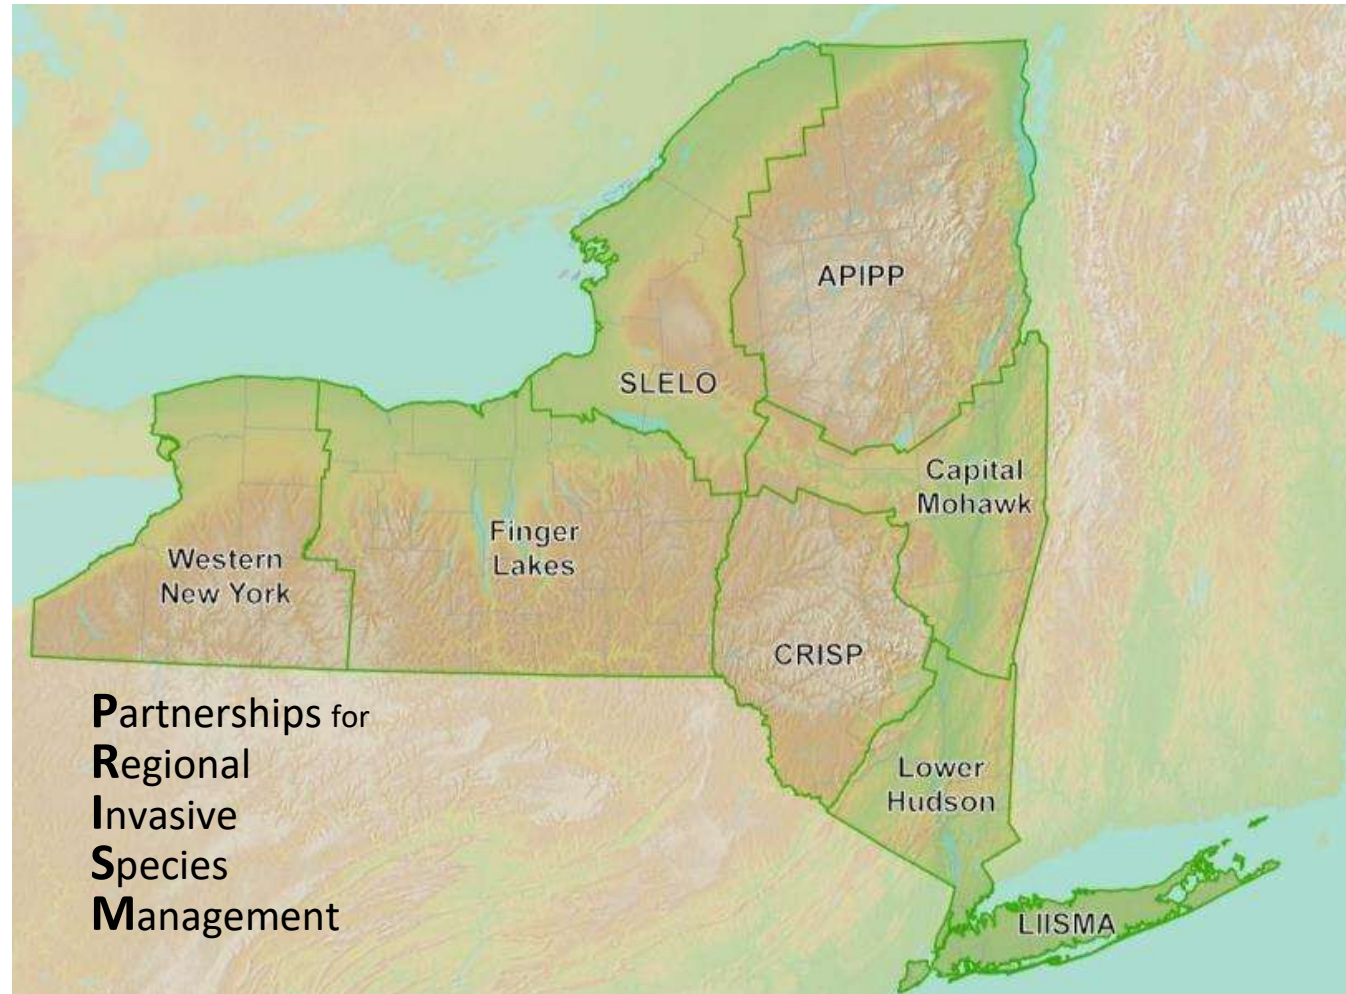 APIPP
SLELO
Capital
Mohawk
Finger
Lakes
Western
New York
CRISP
Partnerships for
Regional
Invasive
Species
Management
Lower
Hudson
LIISMA